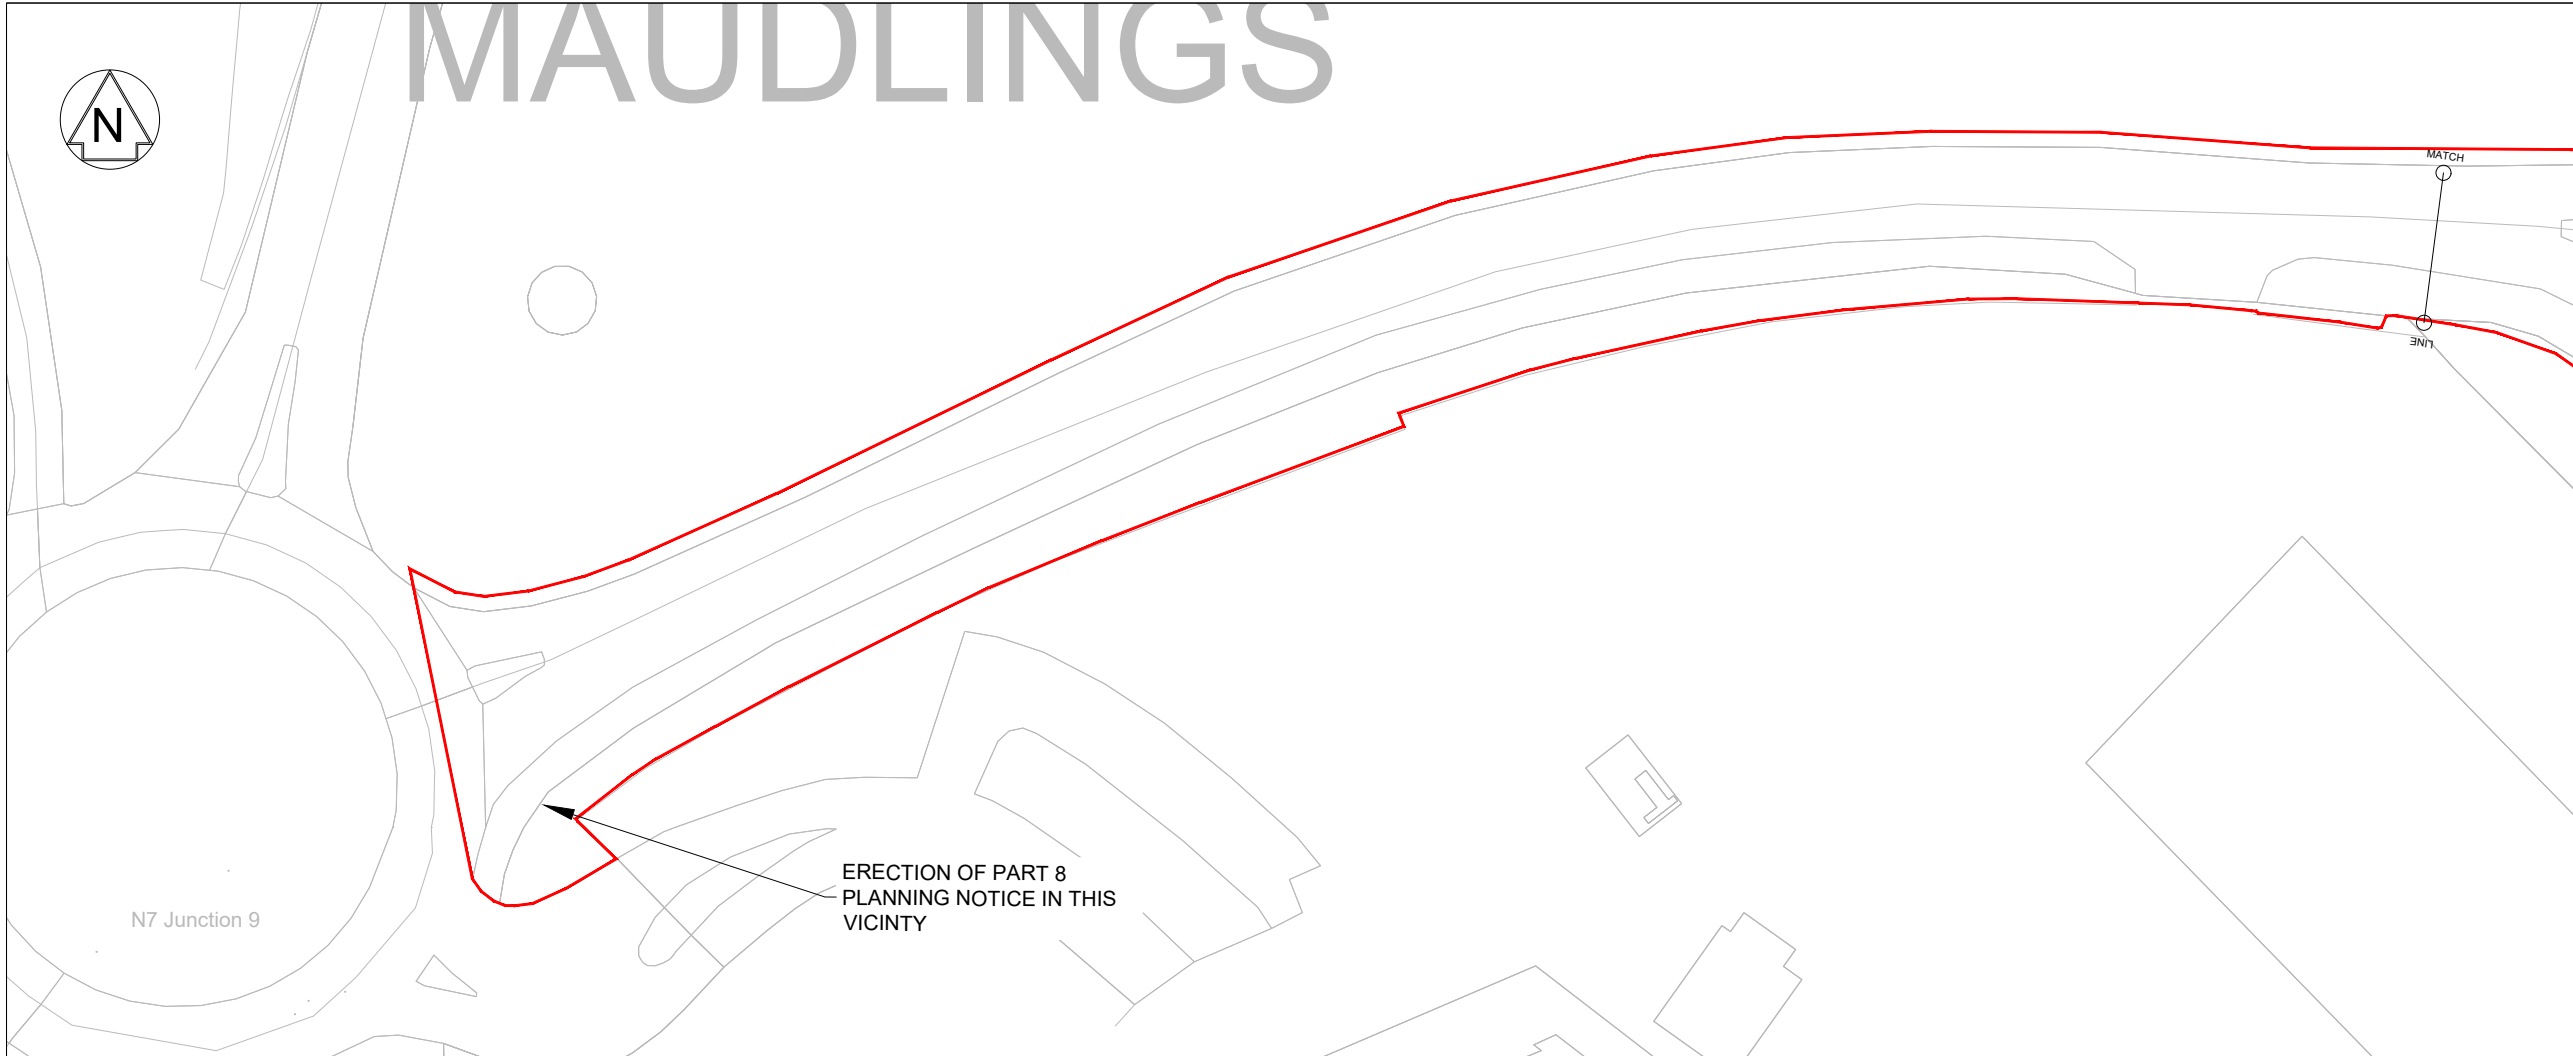 MAUDLINGS
N
MATCH
LINE
ERECTION OF PART 8
PLANNING NOTICE IN THIS
VICINTY
N7 Junction 9